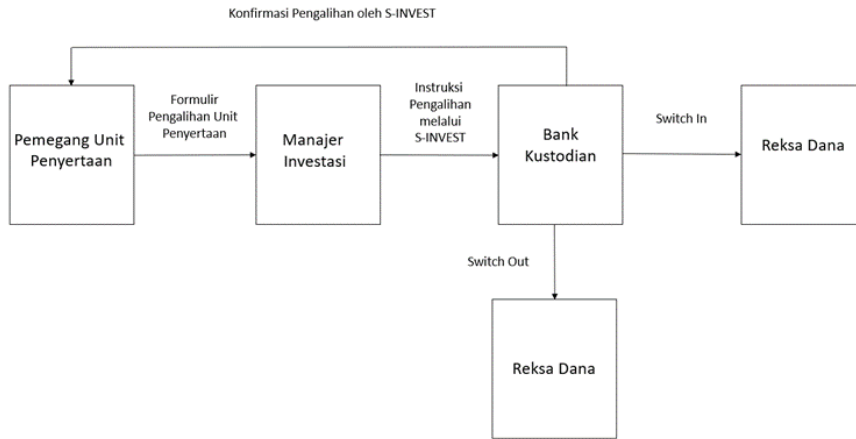 Konfirmasi Pengalihan oleh S-INVEST
Pemegang Unit
Penyertaan
Formulir
Pengalihan Unit
Penyertaan
Manajer
Investasi
Instruksi
Pengalihan
melalui
S-INVEST
Bank
Kustodian
Switch In
Reksa Dana
Switch Out
Reksa Dana